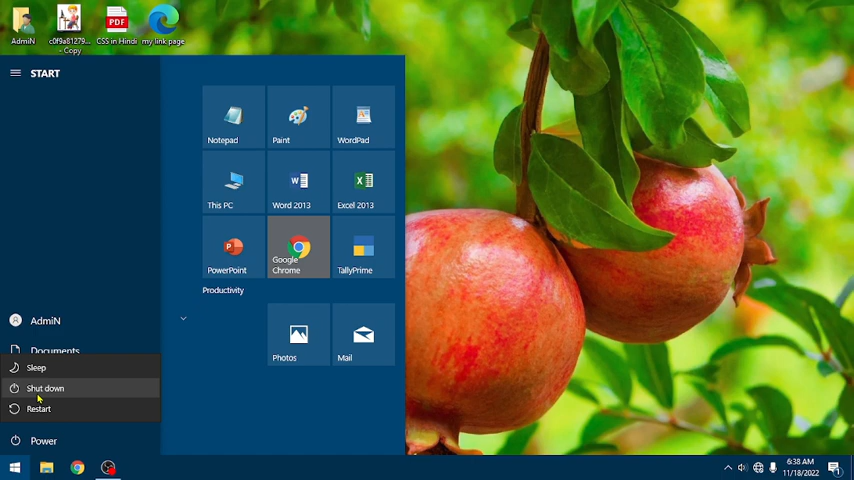 PDF
AdmiN
c0f9a81279...
- Copy
CSS in Hindi
my link page
START
Notepad
Paint
WordPad
This PC
Word 2013
Excel 2013
PowerPoint
Google
Chrome
TallyPrime
Productivity
Photos
Mail
AdmiN
Documents
Sleep
Shut down
Restart
Power
6:38 AM
11/18/2022
1